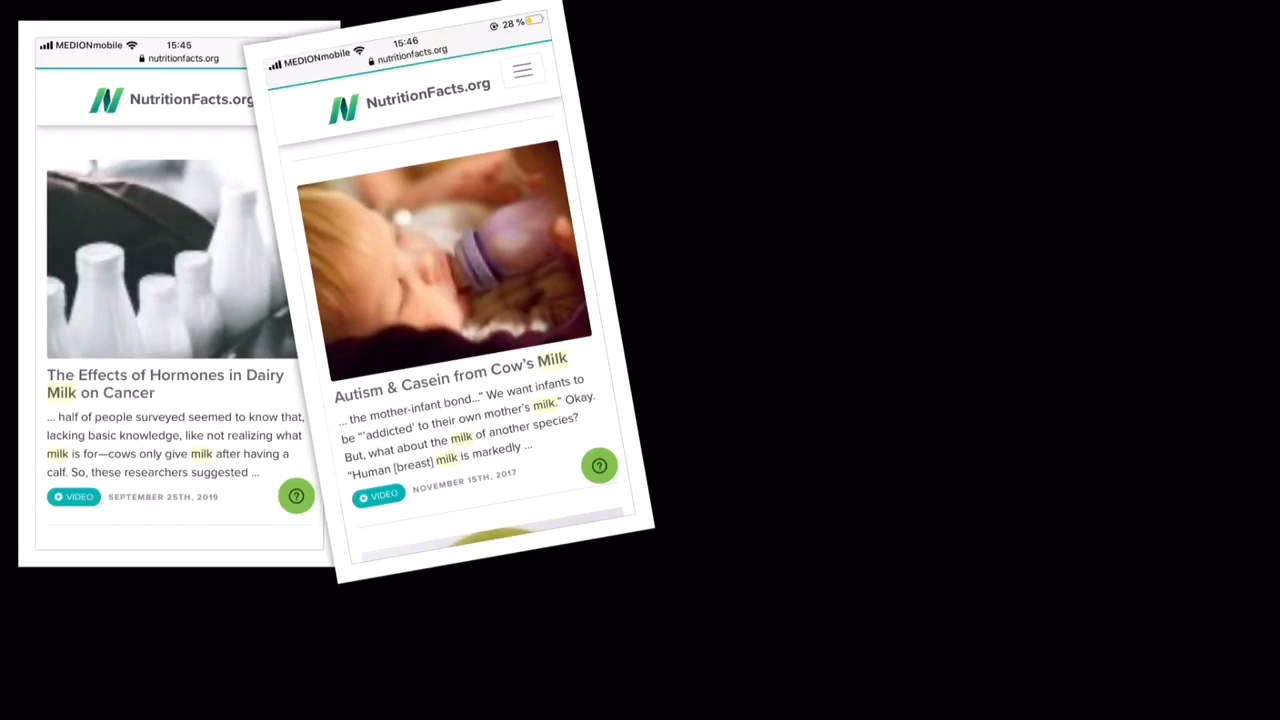 MEDIONmobile 15:45
nutritionfacts.org
NutritionFacts.org
The Effects of Hormones in Dairy
Milk on Cancer
... half of people surveyed seemed to know that,
lacking basic knowledge, like not realizing what
milk is for—cows only give milk after having a
calf. So, these researchers suggested ...
VIDEO SEPTEMBER 25TH, 2019
MEDIONmobile 15:46 28 %
nutritionfacts.org
NutritionFacts.org
Autism & Casein from Cow’s Milk
... the mother-infant bond...” We want infants to
be “‘addicted’ to their own mother’s milk.” Okay.
But, what about the milk of another species?
“Human [breast] milk is markedly ...
VIDEO NOVEMBER 15TH, 2017